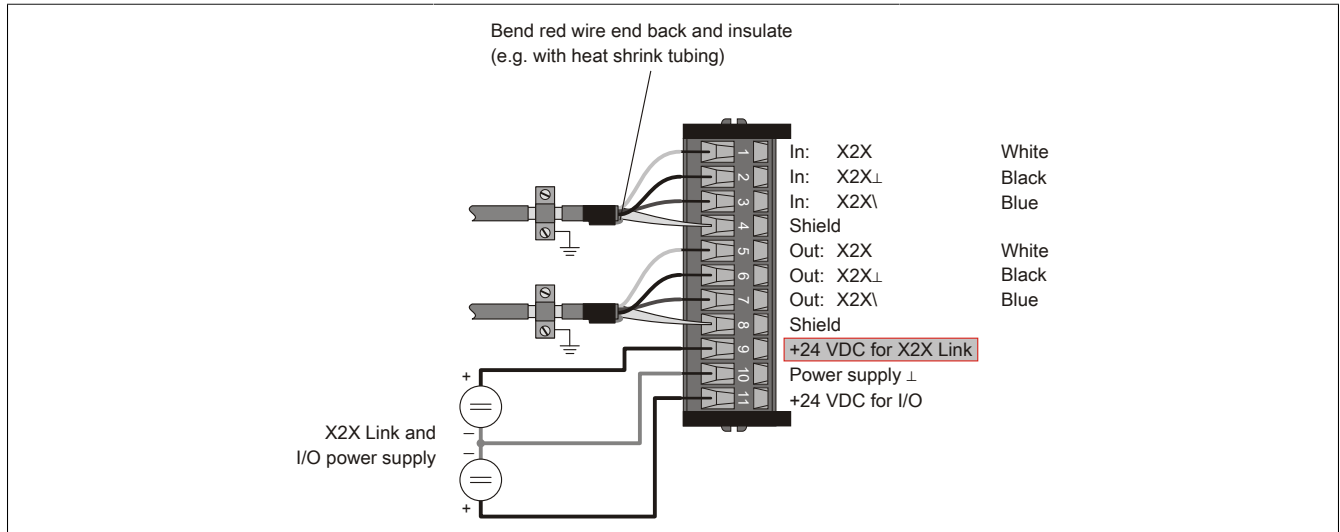 Bend red wire end back and insulate
(e.g. with heat shrink tubing)
1 In: X2X White
2 In: X2X⊥ Black
3 In: X2X\ Blue
4 Shield
5 Out: X2X White
6 Out: X2X⊥ Black
7 Out: X2X\ Blue
8 Shield
9 +24 VDC for X2X Link
10 Power supply ⊥
11 +24 VDC for I/O
+
–
X2X Link and
I/O power supply
–
+